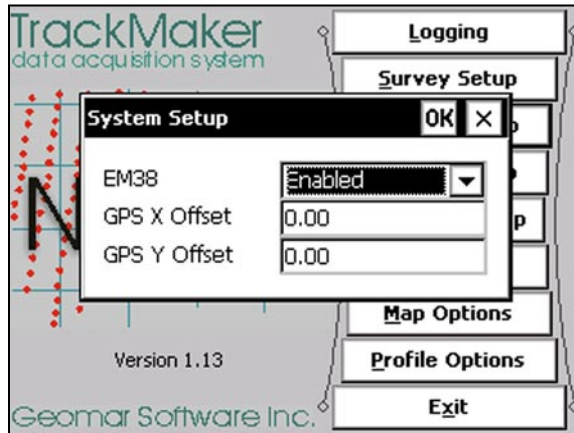 TrackMaker
data acquisition system
Logging
Survey Setup
System Setup
OK
EM38
Enabled
GPS X Offset
0.00
GPS Y Offset
0.00
N
p
Map Options
Version 1.13
Profile Options
Geomar Software Inc.
Exit